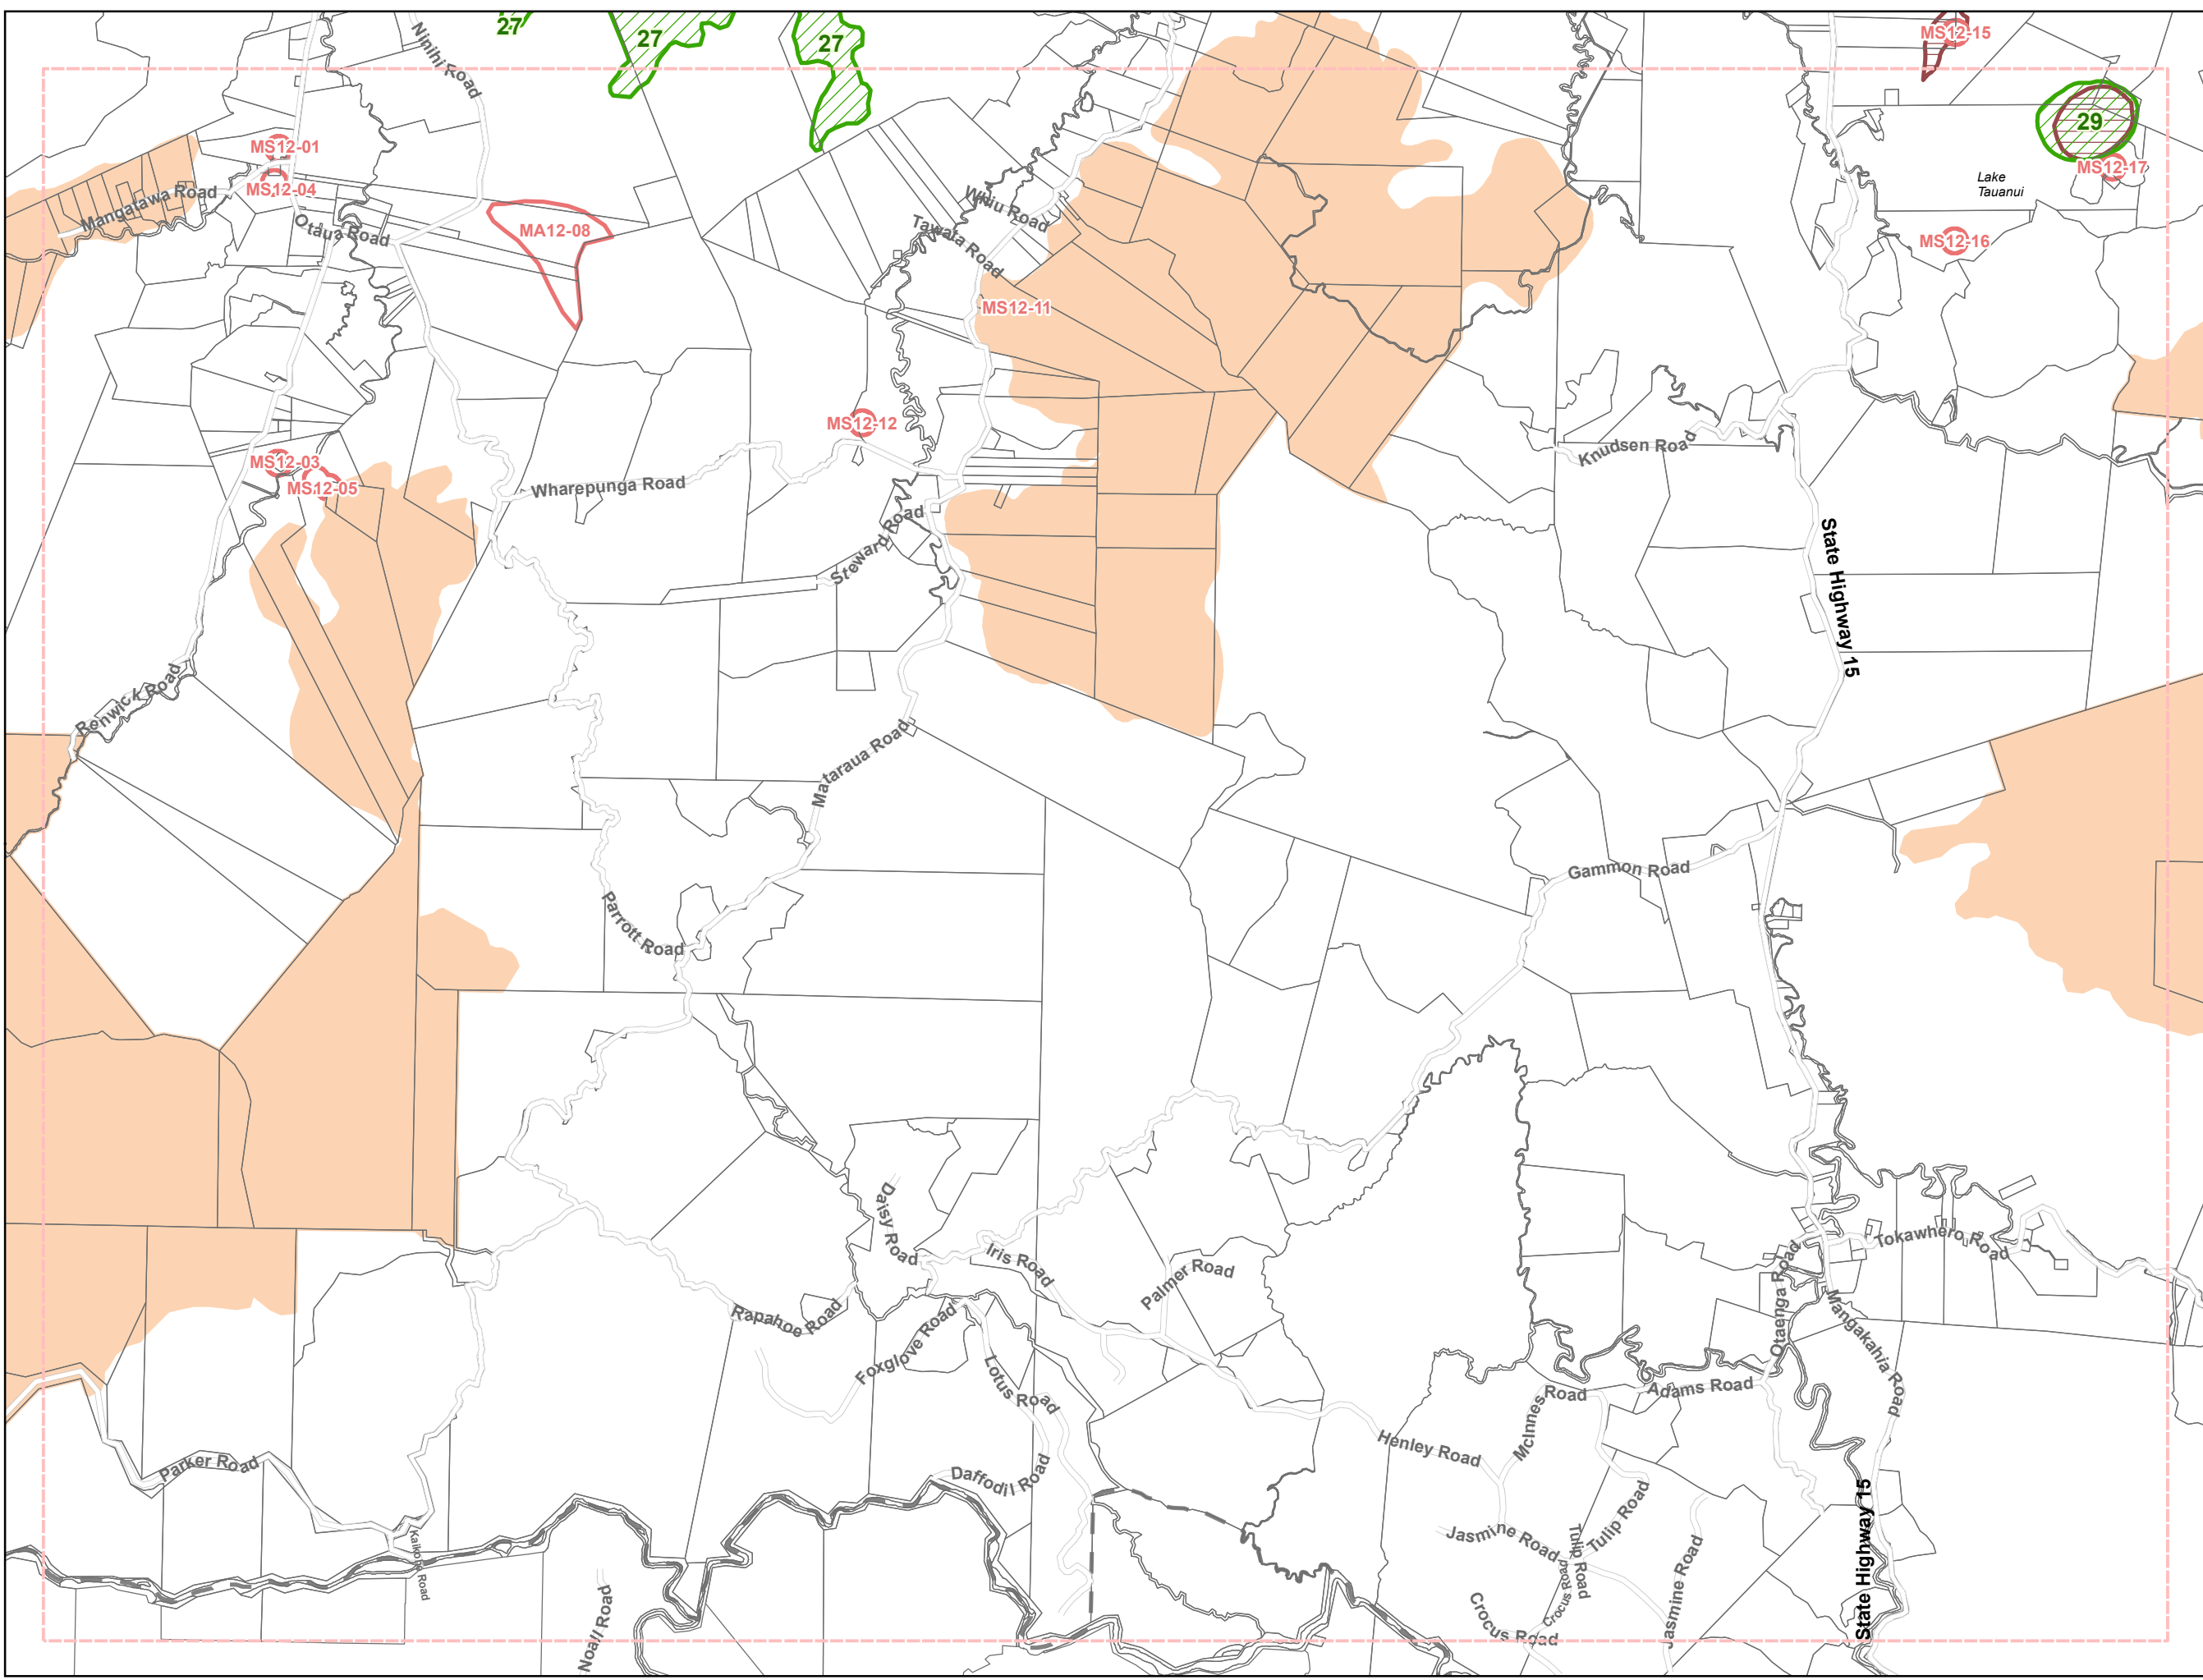 27
27
27
MS12-15
Ninihi Road
29
MS12-01
MS12-17
MS12-04
Mangatawa Road
Lake
Tauanui
Otaua Road
MA12-08
Whiu Road
Tawata Road
MS12-16
MS12-11
MS12-12
Knudsen Road
MS12-03
MS12-05
Wharepunga Road
Steward Road
State Highway 15
Renwick Road
Mataraua Road
Gammon Road
Parrott Road
Daisy Road
Iris Road
Palmer Road
Tokawhero Road
Otaenga Road
Mangakahia Road
Rapahoe Road
Foxglove Road
Lotus Road
Adams Road
McInnes Road
Henley Road
Parker Road
Daffodil Road
State Highway 15
Jasmine Road
Tulip Road
Tulip Road
Jasmine Road
Crocus Road
Crocus Road
Noall Road